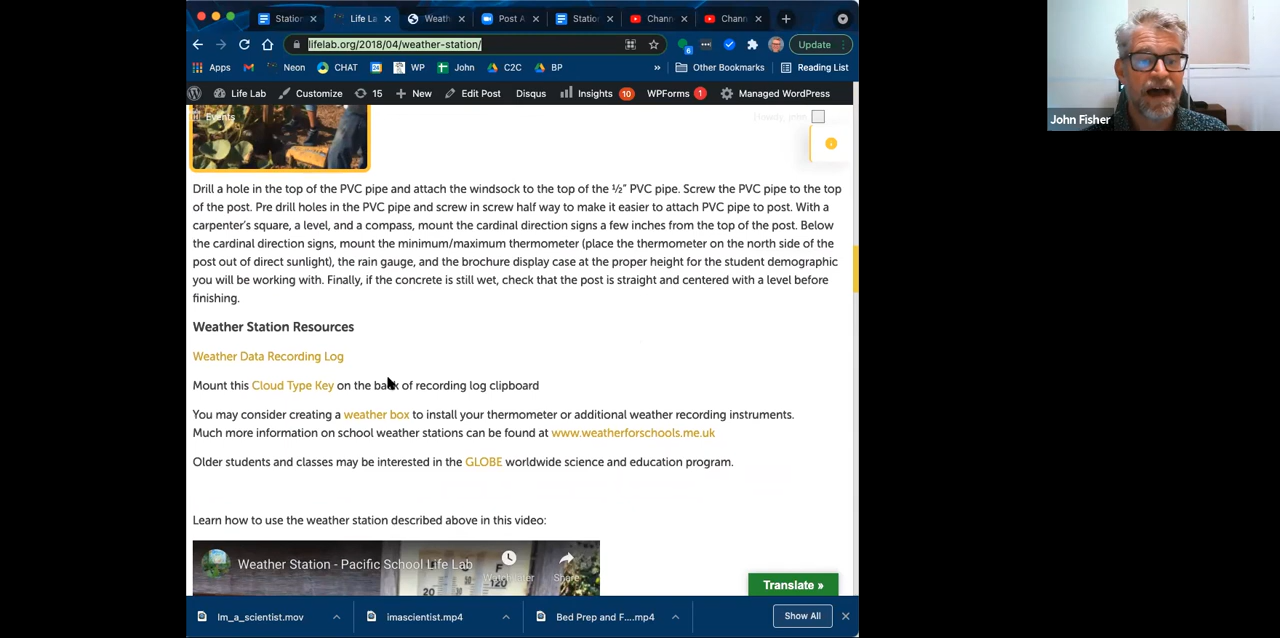 Station
Life La
Weath
Post A
Station
Chann
Chann
lifelab.org/2018/04/weather-station/
6
Update
Apps
Neon
CHAT
WP
John
C2C
BP
»
Other Bookmarks
Reading List
Life Lab
Customize
15
New
Edit Post
Disqus
Insights 10
WPForms 1
Managed WordPress
Events
John Fisher
Drill a hole in the top of the PVC pipe and attach the windsock to the top of the ½” PVC pipe. Screw the PVC pipe to the top
of the post. Pre drill holes in the PVC pipe and screw in screw half way to make it easier to attach PVC pipe to post. With a
carpenter’s square, a level, and a compass, mount the cardinal direction signs a few inches from the top of the post. Below
the cardinal direction signs, mount the minimum/maximum thermometer (place the thermometer on the north side of the
post out of direct sunlight), the rain gauge, and the brochure display case at the proper height for the student demographic
you will be working with. Finally, if the concrete is still wet, check that the post is straight and centered with a level before
finishing.
Weather Station Resources
Weather Data Recording Log
Mount this Cloud Type Key on the back of recording log clipboard
You may consider creating a weather box to install your thermometer or additional weather recording instruments.
Much more information on school weather stations can be found at www.weatherforschools.me.uk
Older students and classes may be interested in the GLOBE worldwide science and education program.
Learn how to use the weather station described above in this video:
Weather Station - Pacific School Life Lab
Watch later
Share
F
120
20
Translate »
Im_a_scientist.mov
imascientist.mp4
Bed Prep and F....mp4
Show All